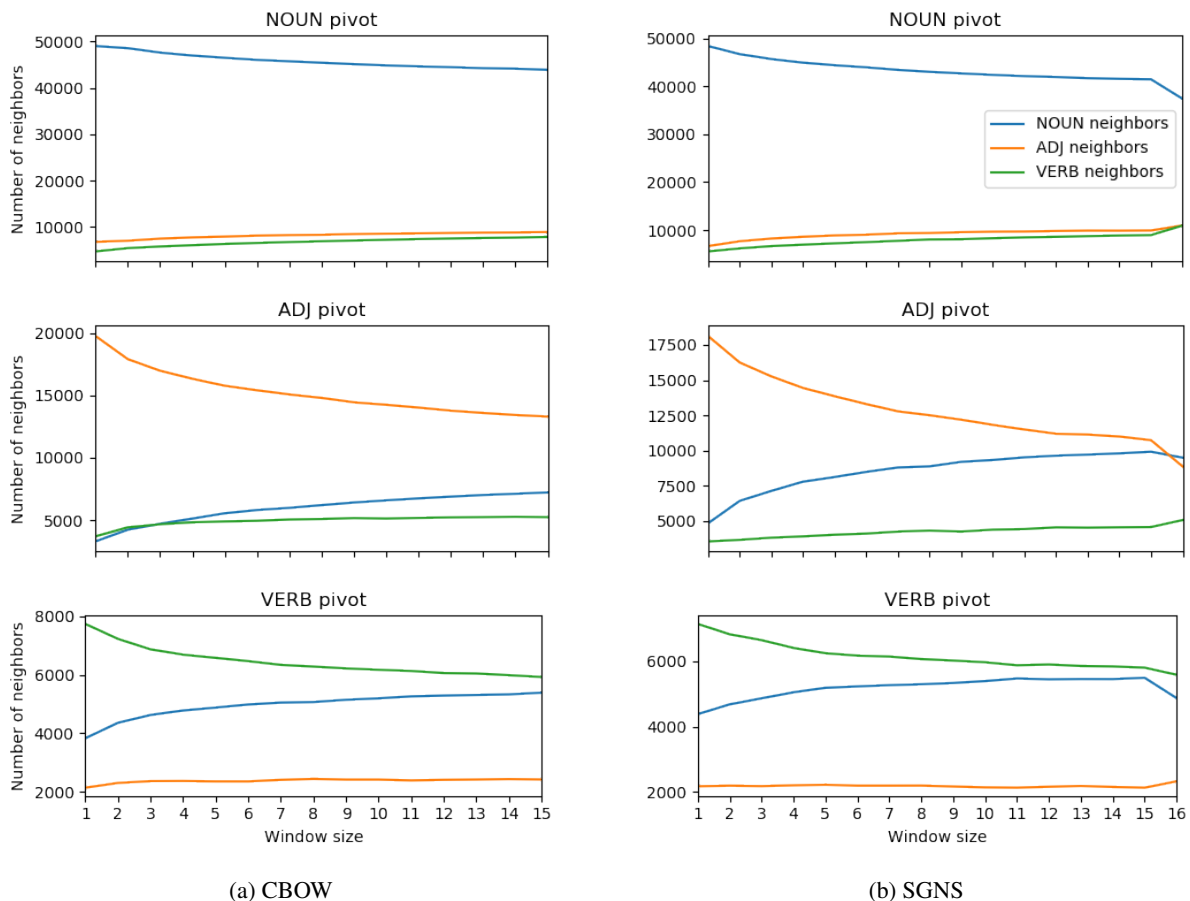 NOUN pivot
50000
40000
30000
20000
10000
Number of neighbors
ADJ pivot
20000
15000
10000
5000
Number of neighbors
VERB pivot
8000
6000
4000
2000
Number of neighbors
1 2 3 4 5 6 7 8 9 10 11 12 13 14 15
Window size
(a) CBOW
NOUN pivot
50000
40000
30000
20000
10000
NOUN neighbors
ADJ neighbors
VERB neighbors
ADJ pivot
17500
15000
12500
10000
7500
5000
VERB pivot
6000
4000
2000
1 2 3 4 5 6 7 8 9 10 11 12 13 14 15 16
Window size
(b) SGNS